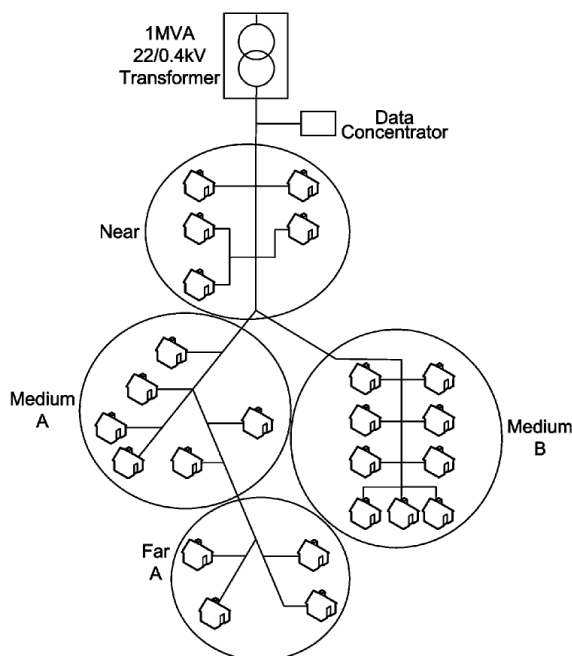 1MVA
22/0.4kV
Transformer
Data
Concentrator
Near
Medium
A
Medium
B
Far
A